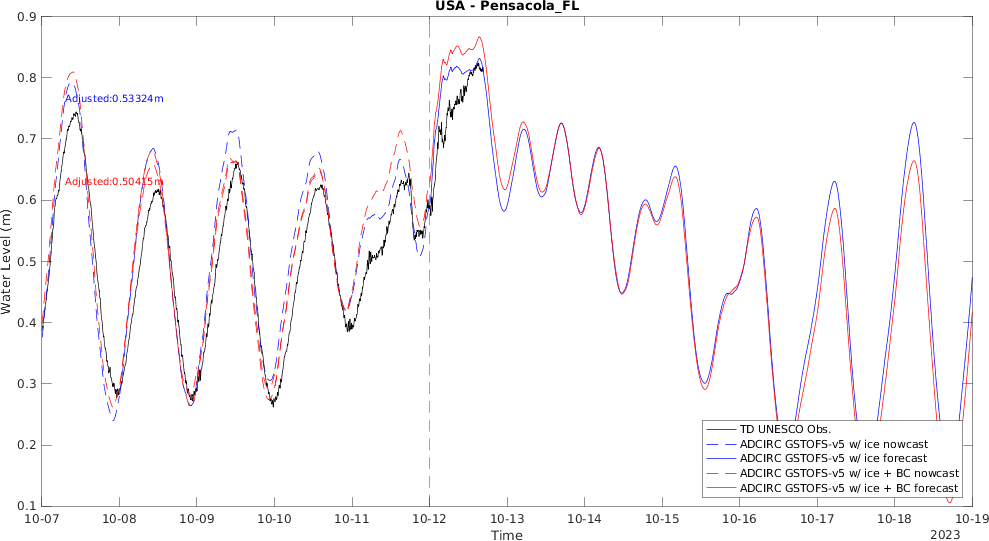 USA - Pensacola_FL
0.9
0.8
0.7
0.6
0.5
0.4
0.3
0.2
0.1
Water Level (m)
Adjusted:0.53324m
Adjusted:0.50415m
TD UNESCO Obs.
ADCIRC GSTOFS-v5 w/ ice nowcast
ADCIRC GSTOFS-v5 w/ ice forecast
ADCIRC GSTOFS-v5 w/ ice + BC nowcast
ADCIRC GSTOFS-v5 w/ ice + BC forecast
10-07 10-08 10-09 10-10 10-11 10-12 10-13 10-14 10-15 10-16 10-17 10-18 10-19
Time
2023